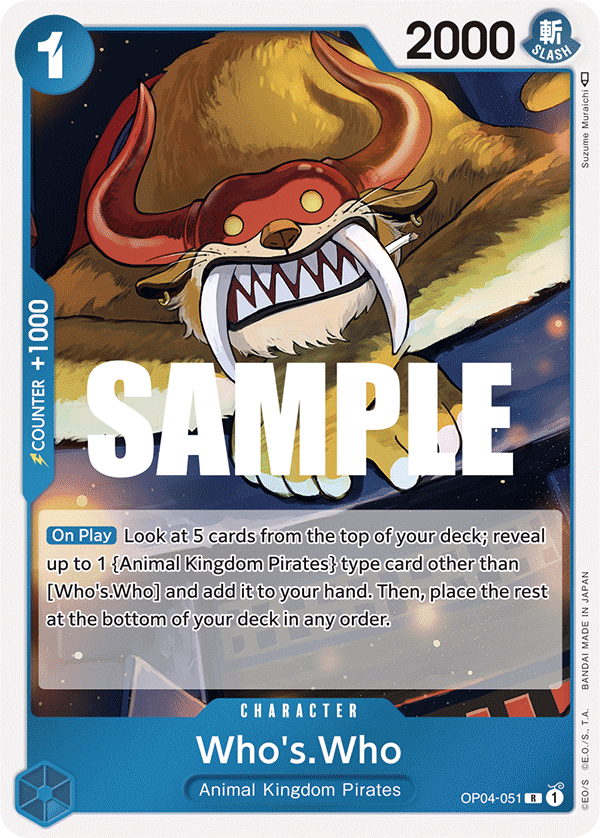 1
2000
斬
SLASH
Suzume Muraichi
COUNTER +1000
SAMPLE
On Play Look at 5 cards from the top of your deck; reveal
up to 1 {Animal Kingdom Pirates} type card other than
[Who's.Who] and add it to your hand. Then, place the rest
at the bottom of your deck in any order.
©EO/S ©E.O./S., T.A. BANDAI MADE IN JAPAN
CHARACTER
Who's.Who
Animal Kingdom Pirates
OP04-051 R 1